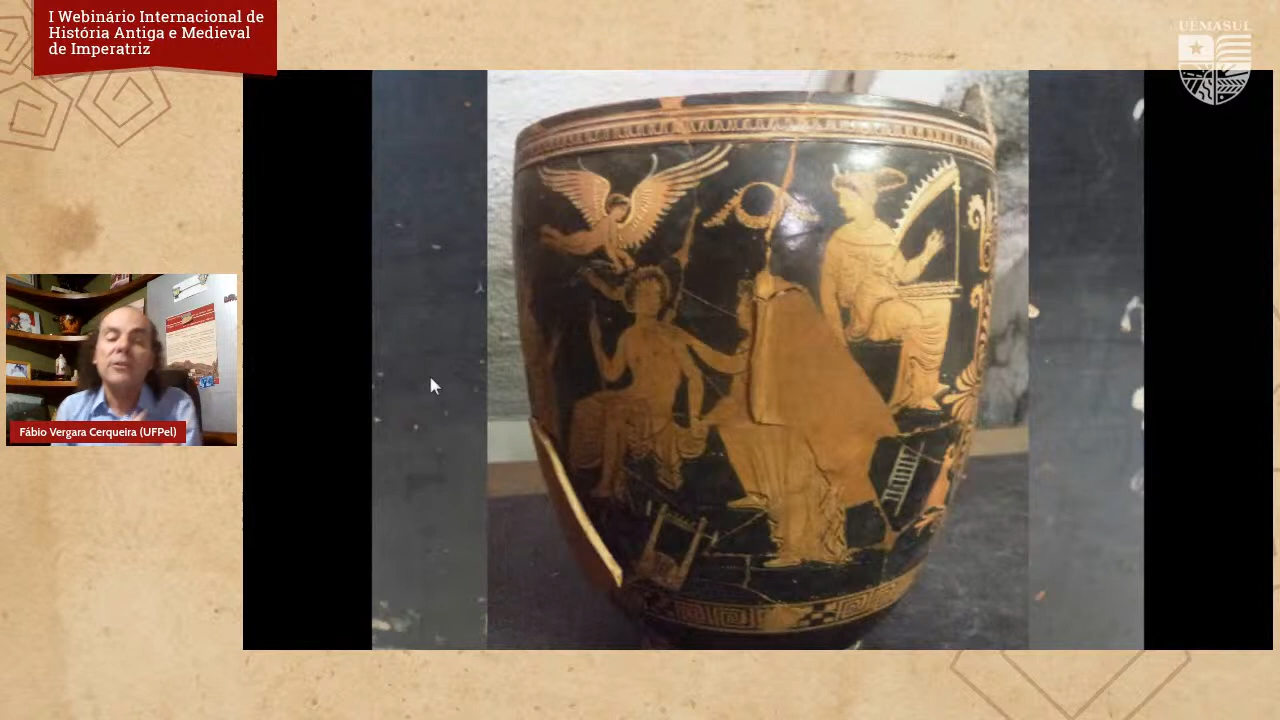 I Webinário Internacional de
História Antiga e Medieval
de Imperatriz
UEMASUL
Fábio Vergara Cerqueira (UFPel)